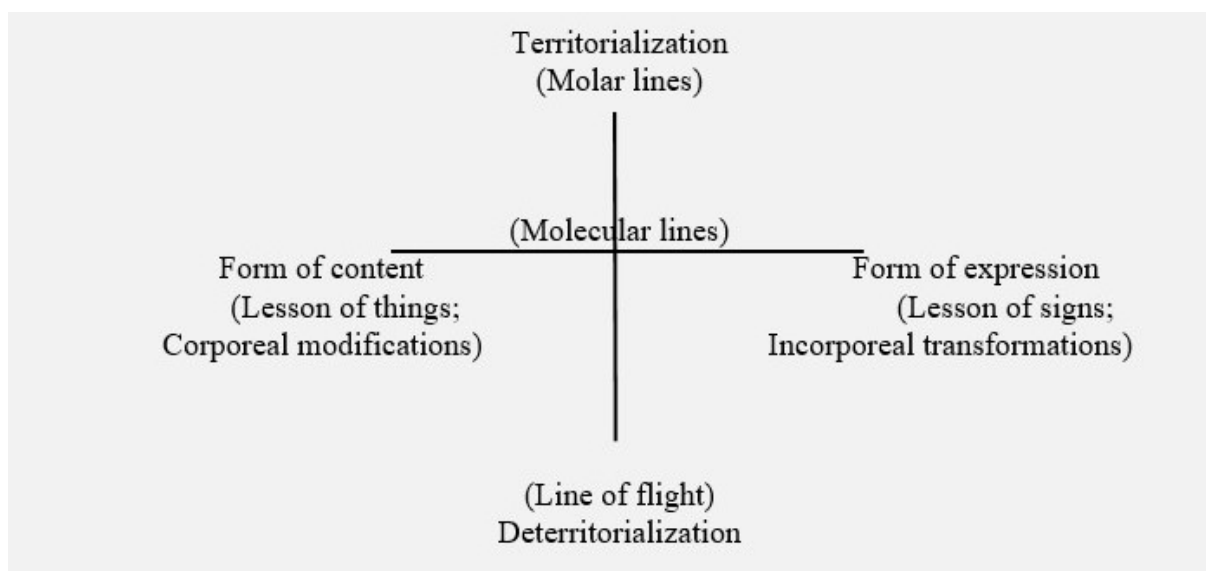 Territorialization
(Molar lines)
(Molecular lines)
Form of content
(Lesson of things;
Corporeal modifications)
Form of expression
(Lesson of signs;
Incorporeal transformations)
(Line of flight)
Deterritorialization